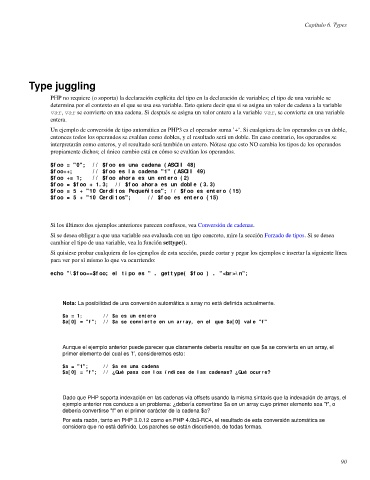 Capítulo 6. Types
Type juggling
PHP no requiere (o soporta) la declaración explícita del tipo en la declaración de variables; el tipo de una variable se
determina por el contexto en el que se usa esa variable. Esto quiere decir que si se asigna un valor de cadena a la variable
var, var se convierte en una cadena. Si después se asigna un valor entero a la variable var, se convierte en una variable
entera.
Un ejemplo de conversión de tipo automática en PHP3 es el operador suma '+'. Si cualquiera de los operandos es un doble,
entonces todos los operandos se evalúan como dobles, y el resultado será un doble. En caso contrario, los operandos se
interpretarán como enteros, y el resultado será también un entero. Nótese que esto NO cambia los tipos de los operandos
propiamente dichos; el único cambio está en cómo se evalúan los operandos.
$foo = "0"; // $foo es una cadena (ASCII 48)
$foo++; // $foo es la cadena "1" (ASCII 49)
$foo += 1; // $foo ahora es un entero (2)
$foo = $foo + 1.3; // $foo ahora es un doble (3.3)
$foo = 5 + "10 Cerditos Pequeñitos"; // $foo es entero (15)
$foo = 5 + "10 Cerditos"; // $foo es entero (15)
Si los últimos dos ejemplos anteriores parecen confusos, vea Conversión de cadenas.
Si se desea obligar a que una variable sea evaluada con un tipo concreto, mire la sección Forzado de tipos. Si se desea
cambiar el tipo de una variable, vea la función settype().
Si quisiese probar cualquiera de los ejemplos de esta sección, puede cortar y pegar los ejemplos e insertar la siguiente línea
para ver por sí mismo lo que va ocurriendo:
echo "\$foo==$foo; el tipo es " . gettype( $foo ) . "<br>\n";
Nota: La posibilidad de una conversión automática a array no está definida actualmente.
$a = 1; // $a es un entero
$a[0] = "f"; // $a se convierte en un array, en el que $a[0] vale "f"
Aunque el ejemplo anterior puede parecer que claramente debería resultar en que $a se convierta en un array, el
primer elemento del cual es 'f', consideremos esto:
$a = "1"; // $a es una cadena
$a[0] = "f"; // ¿Qué pasa con los índices de las cadenas? ¿Qué ocurre?
Dado que PHP soporta indexación en las cadenas vía offsets usando la misma sintaxis que la indexación de arrays, el
ejemplo anterior nos conduce a un problema: ¿debería convertirse $a en un array cuyo primer elemento sea "f", o
debería convertirse "f" en el primer carácter de la cadena $a?
Por esta razón, tanto en PHP 3.0.12 como en PHP 4.0b3-RC4, el resultado de esta conversión automática se
considera que no está definido. Los parches se están discutiendo, de todas formas.
90